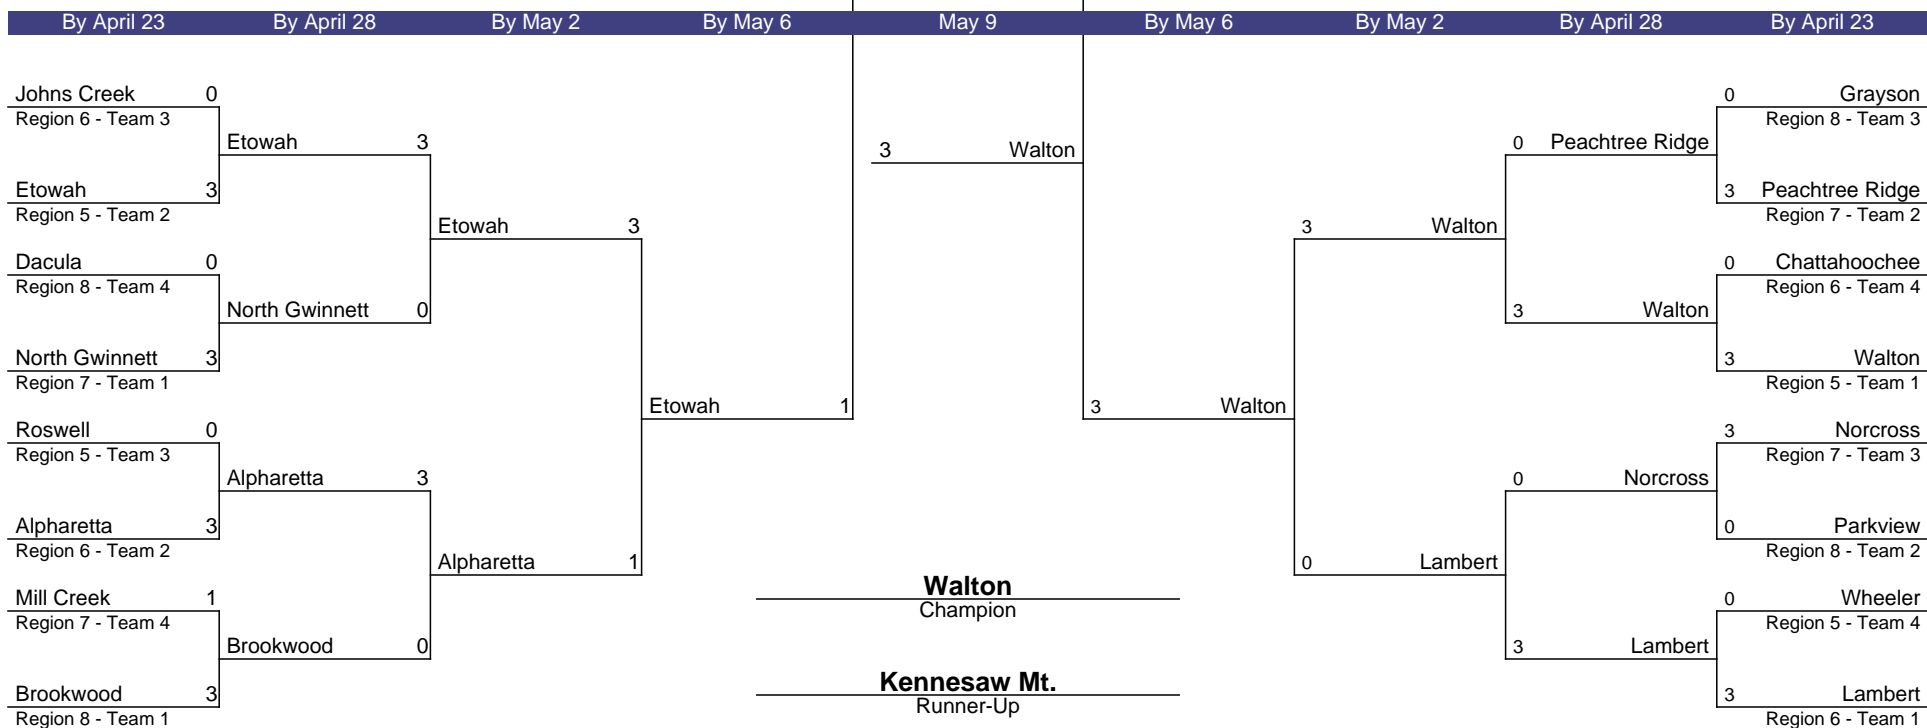 By April 23 By April 28 By May 2 By May 6 May 9 By May 6 By May 2 By April 28 By April 23
Johns Creek 0 0 Grayson
Region 6 - Team 3 Region 8 - Team 3
Etowah 3 3 Walton 0 Peachtree Ridge
Etowah 3 3 Peachtree Ridge
Region 5 - Team 2 Region 7 - Team 2
Etowah 3 3 Walton
Dacula 0 0 Chattahoochee
Region 8 - Team 4 Region 6 - Team 4
North Gwinnett 0 3 Walton
North Gwinnett 3 3 Walton
Region 7 - Team 1 Region 5 - Team 1
Etowah 1 3 Walton
Roswell 0 3 Norcross
Region 5 - Team 3 Region 7 - Team 3
Alpharetta 3 0 Norcross
Alpharetta 3 0 Parkview
Region 6 - Team 2 Region 8 - Team 2
Alpharetta 1 0 Lambert
Walton
Mill Creek 1 Champion 0 Wheeler
Region 7 - Team 4 Region 5 - Team 4
Brookwood 0 3 Lambert
Kennesaw Mt.
Brookwood 3 Runner-Up 3 Lambert
Region 8 - Team 1 Region 6 - Team 1